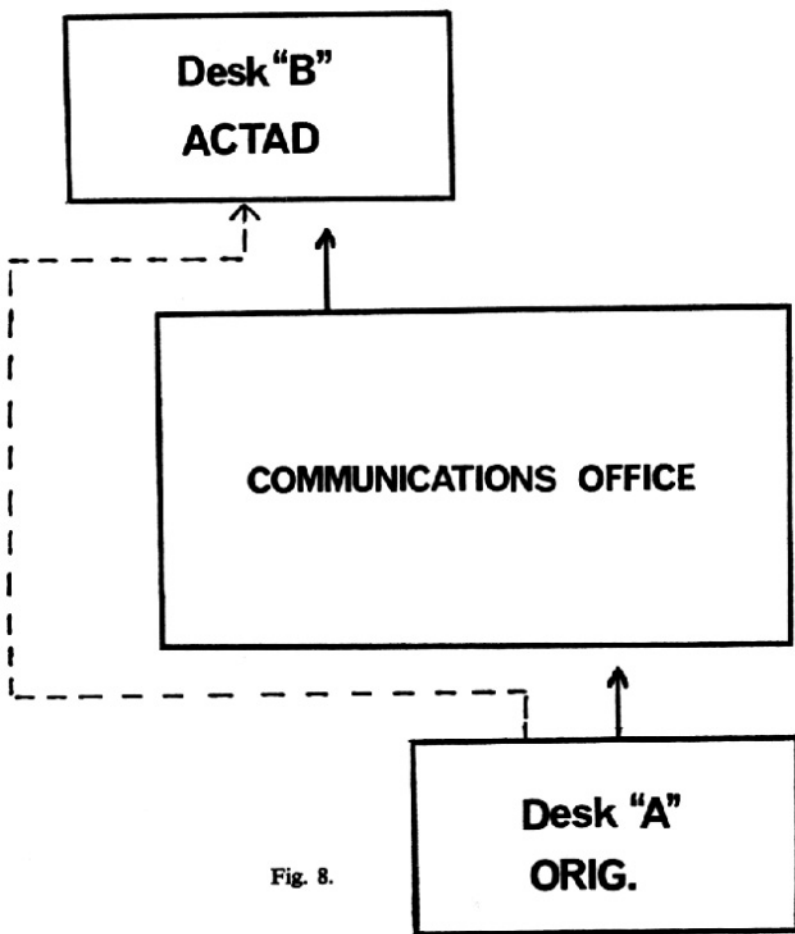 Desk “B”
ACTAD
COMMUNICATIONS OFFICE
Desk “A”
ORIG.
Fig. 8.